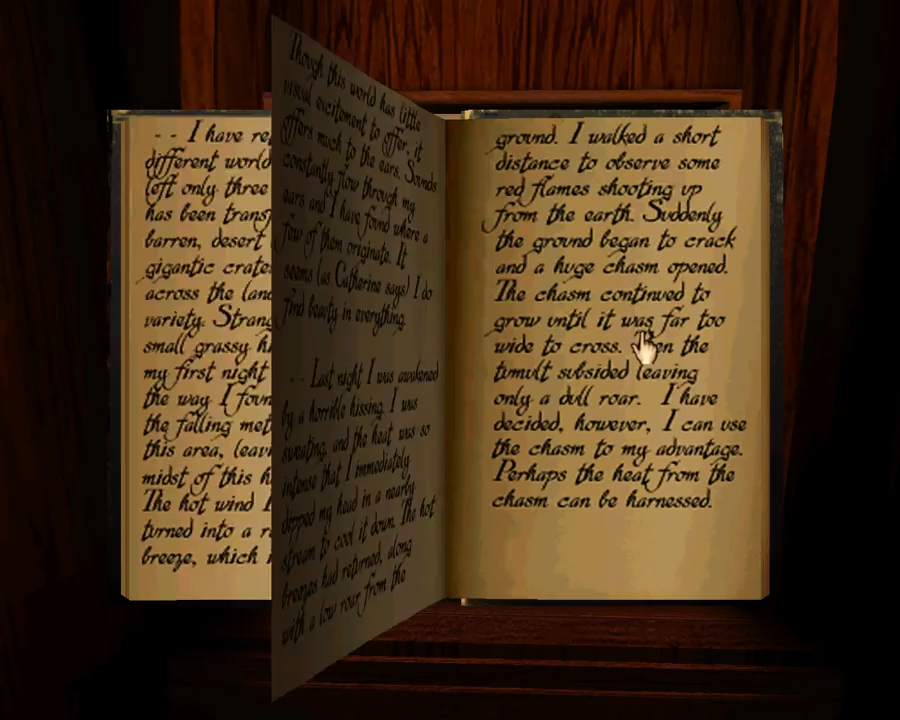 -- I have
different world
left only three
has been
barren, desert
gigantic
across the
variety.
small grassy
my first night
the way I
the falling
this area,
midst of this
The hot wind
turned into a
breeze, which
Though this world has little
visual excitement to offer, it
offers much to the ears. Sounds
constantly flow through my
ears and I have found where a
few of them originate. It
seems (as Catherine says) I do
find beauty in everything.
-- Last night I was awakened
by a horrible hissing. I was
sweating, and the heat was so
intense that I immediately
dipped my head in a nearby
stream to cool it down. The hot
breezes had returned, along
with a low roar from the
ground. I walked a short
distance to observe some
red flames shooting up
from the earth. Suddenly
the ground began to crack
and a huge chasm opened.
The chasm continued to
grow until it was far too
wide to cross. the
tumult subsided leaving
only a dull roar. I have
decided, however, I can use
the chasm to my advantage.
Perhaps the heat from the
chasm can be harnessed.